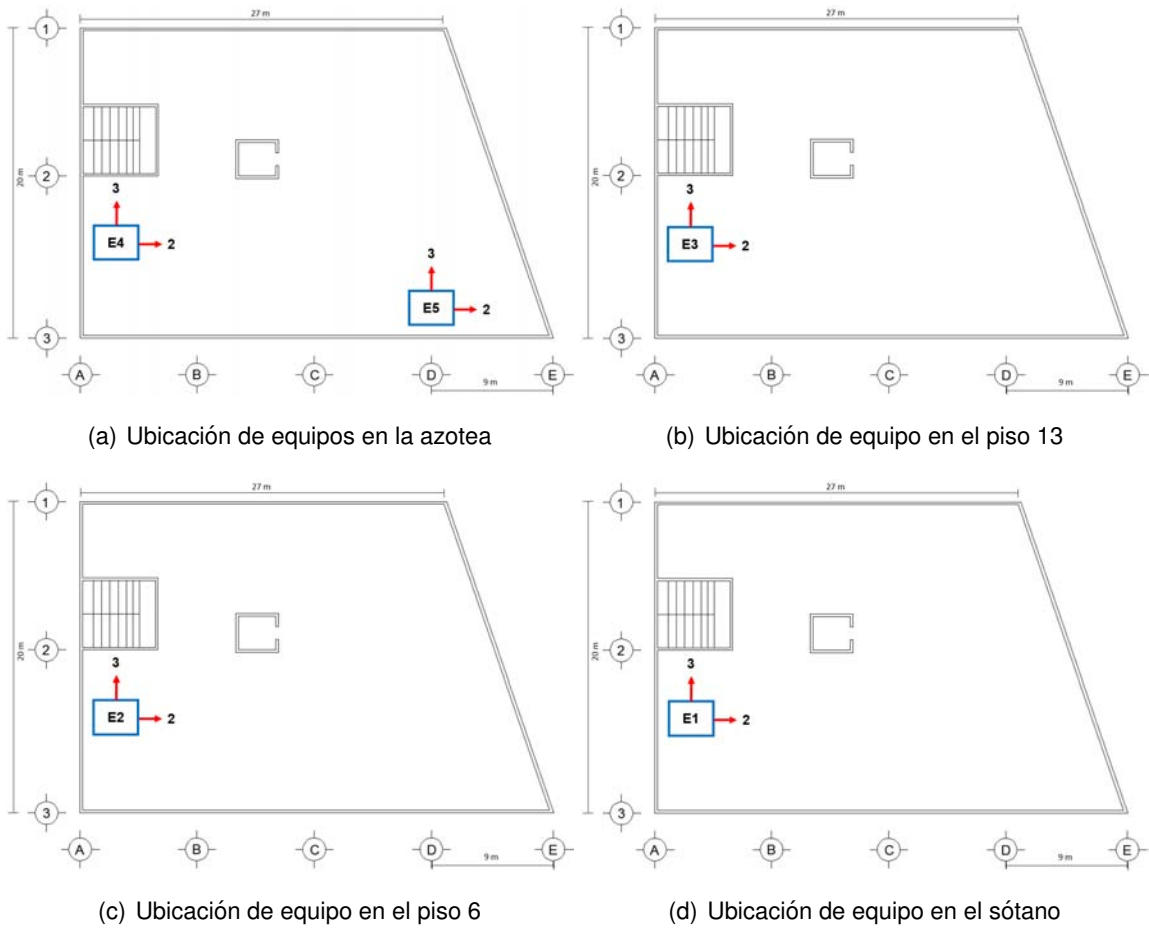 27 m
1
20 m
2
3
3
E4
2
3
E5
2
A
B
C
D
E
9 m
(a) Ubicación de equipos en la azotea
27 m
1
20 m
2
3
3
E3
2
A
B
C
D
E
9 m
(b) Ubicación de equipo en el piso 13
27 m
1
20 m
2
3
3
E2
2
A
B
C
D
E
9 m
(c) Ubicación de equipo en el piso 6
27 m
1
20 m
2
3
3
E1
2
A
B
C
D
E
9 m
(d) Ubicación de equipo en el sótano